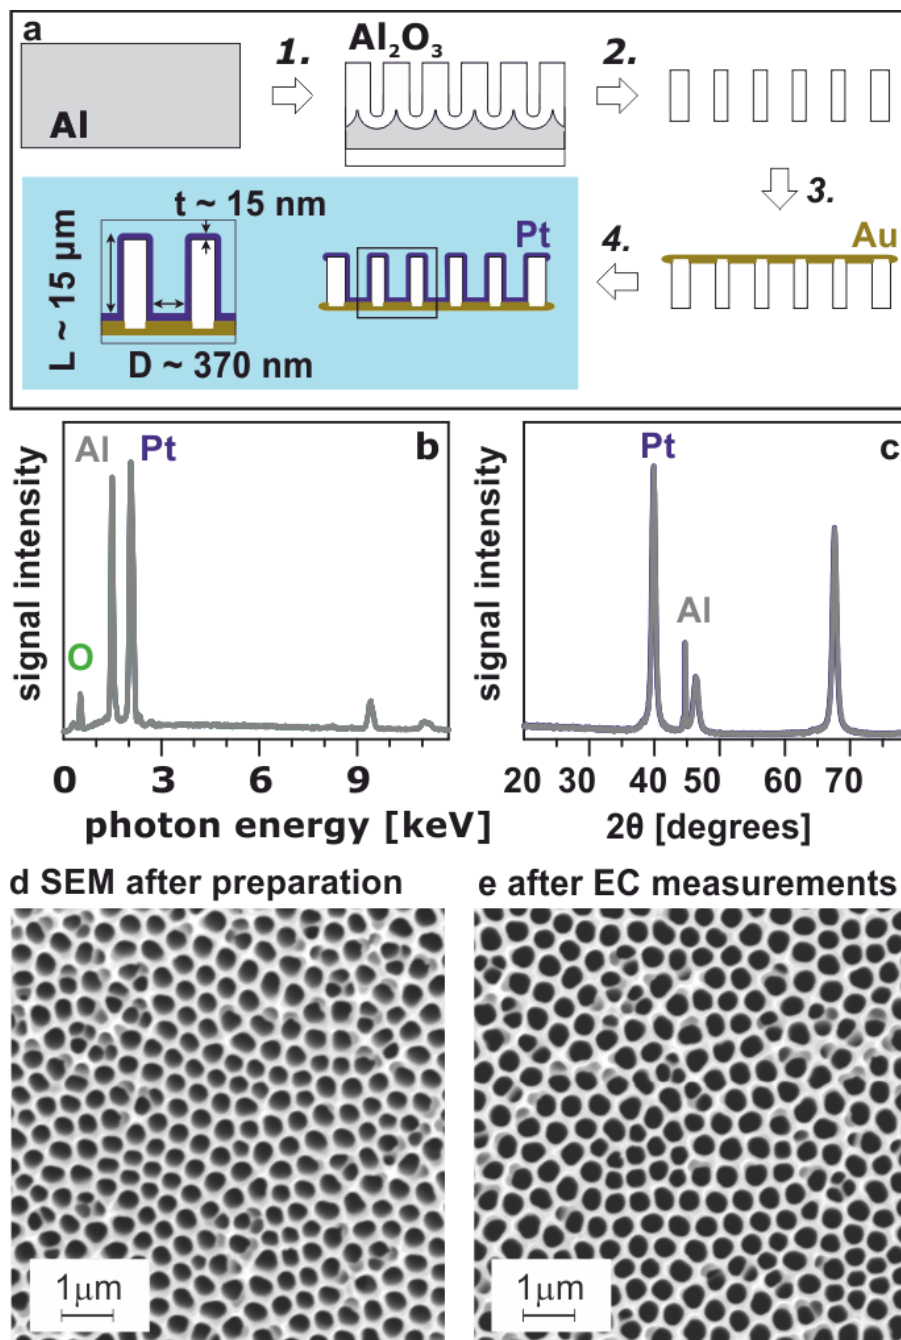 a
Al
1.
Al₂O₃
2.
3.
Au
4.
Pt
t ~ 15 nm
L ~ 15 µm
D ~ 370 nm
b
Al
Pt
O
signal intensity
0 3 6 9
photon energy [keV]
c
Pt
Al
signal intensity
20 30 40 50 60 70
2θ [degrees]
d SEM after preparation
e after EC measurements
1µm
1µm